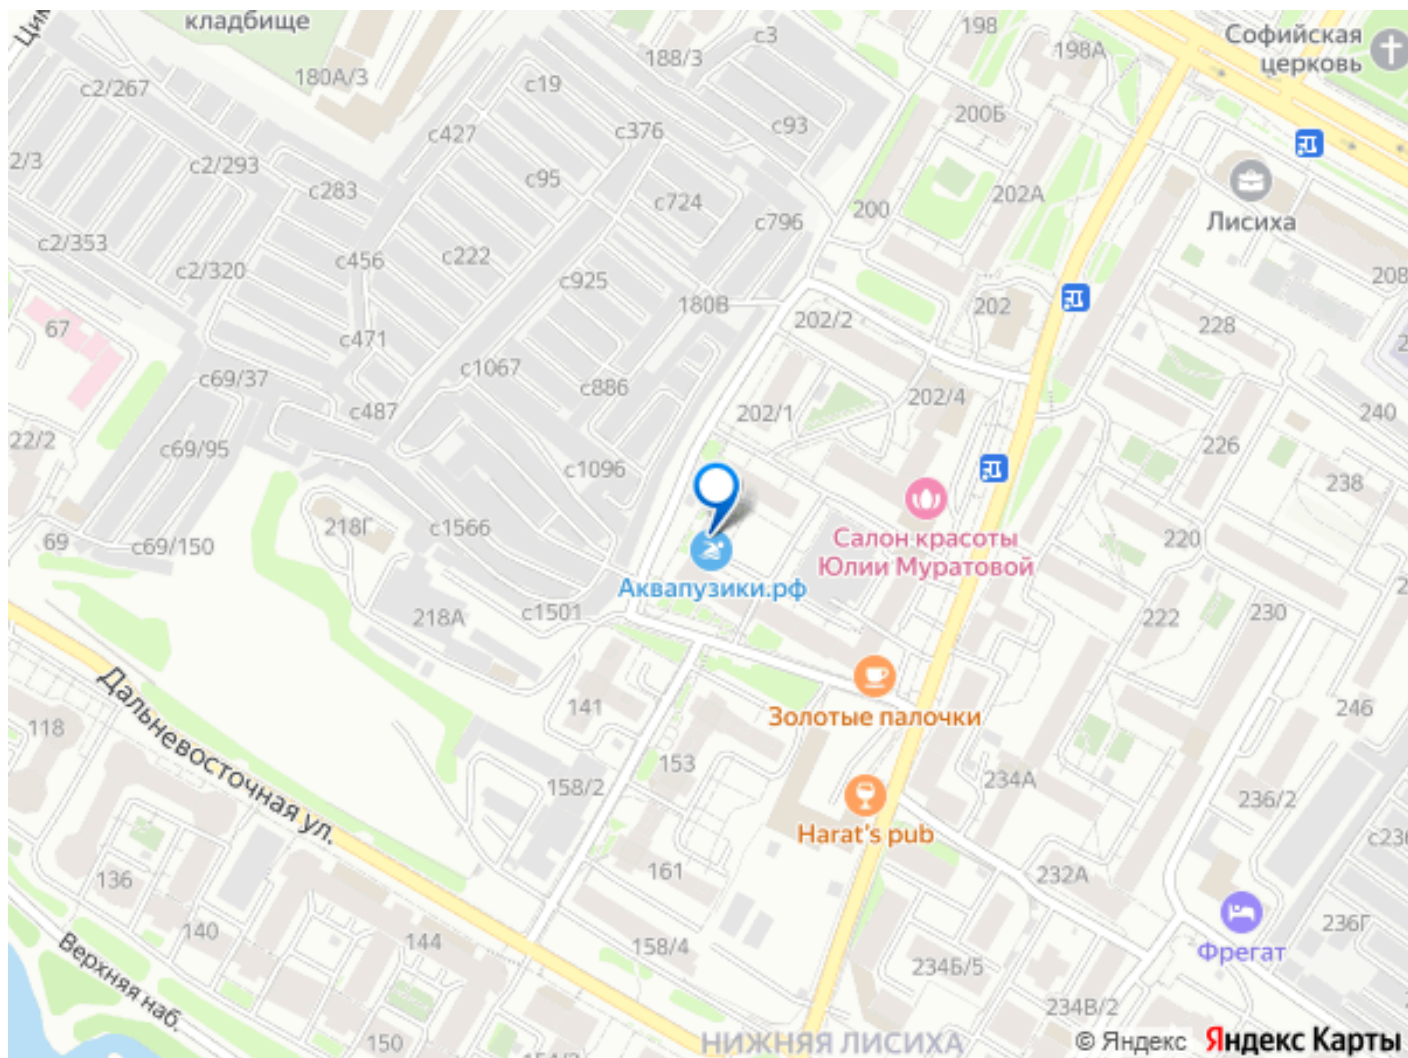 кладбище
198
с3
Софийская
церковь
188/3
198А
180А/3
с19
с2/267
200Б
с427
с376
с93
2/3
с2/293
с283
с95
202А
с724
200
с796
Лисиха
с2/353
с222
с456
с2/320
с925
208
180В
202
67
202/2
228
с471
с1067
с69/37
с886
202/4
с487
202/1
240
22/2
с69/95
226
с1096
238
218Г
с1566
69
с69/150
Салон красоты
Юлии Муратовой
220
Аквапузики.рф
с1501
218А
222
230
141
246
Золотые палочки
118
Дальневосточная ул.
153
158/2
234А
236/2
Harat's pub
161
136
232А
236Г
140
144
158/4
Фрегат
234Б/5
Верхняя наб.
234В/2
150
НИЖНЯЯ ЛИСИХА
© Яндекс Яндекс Карты